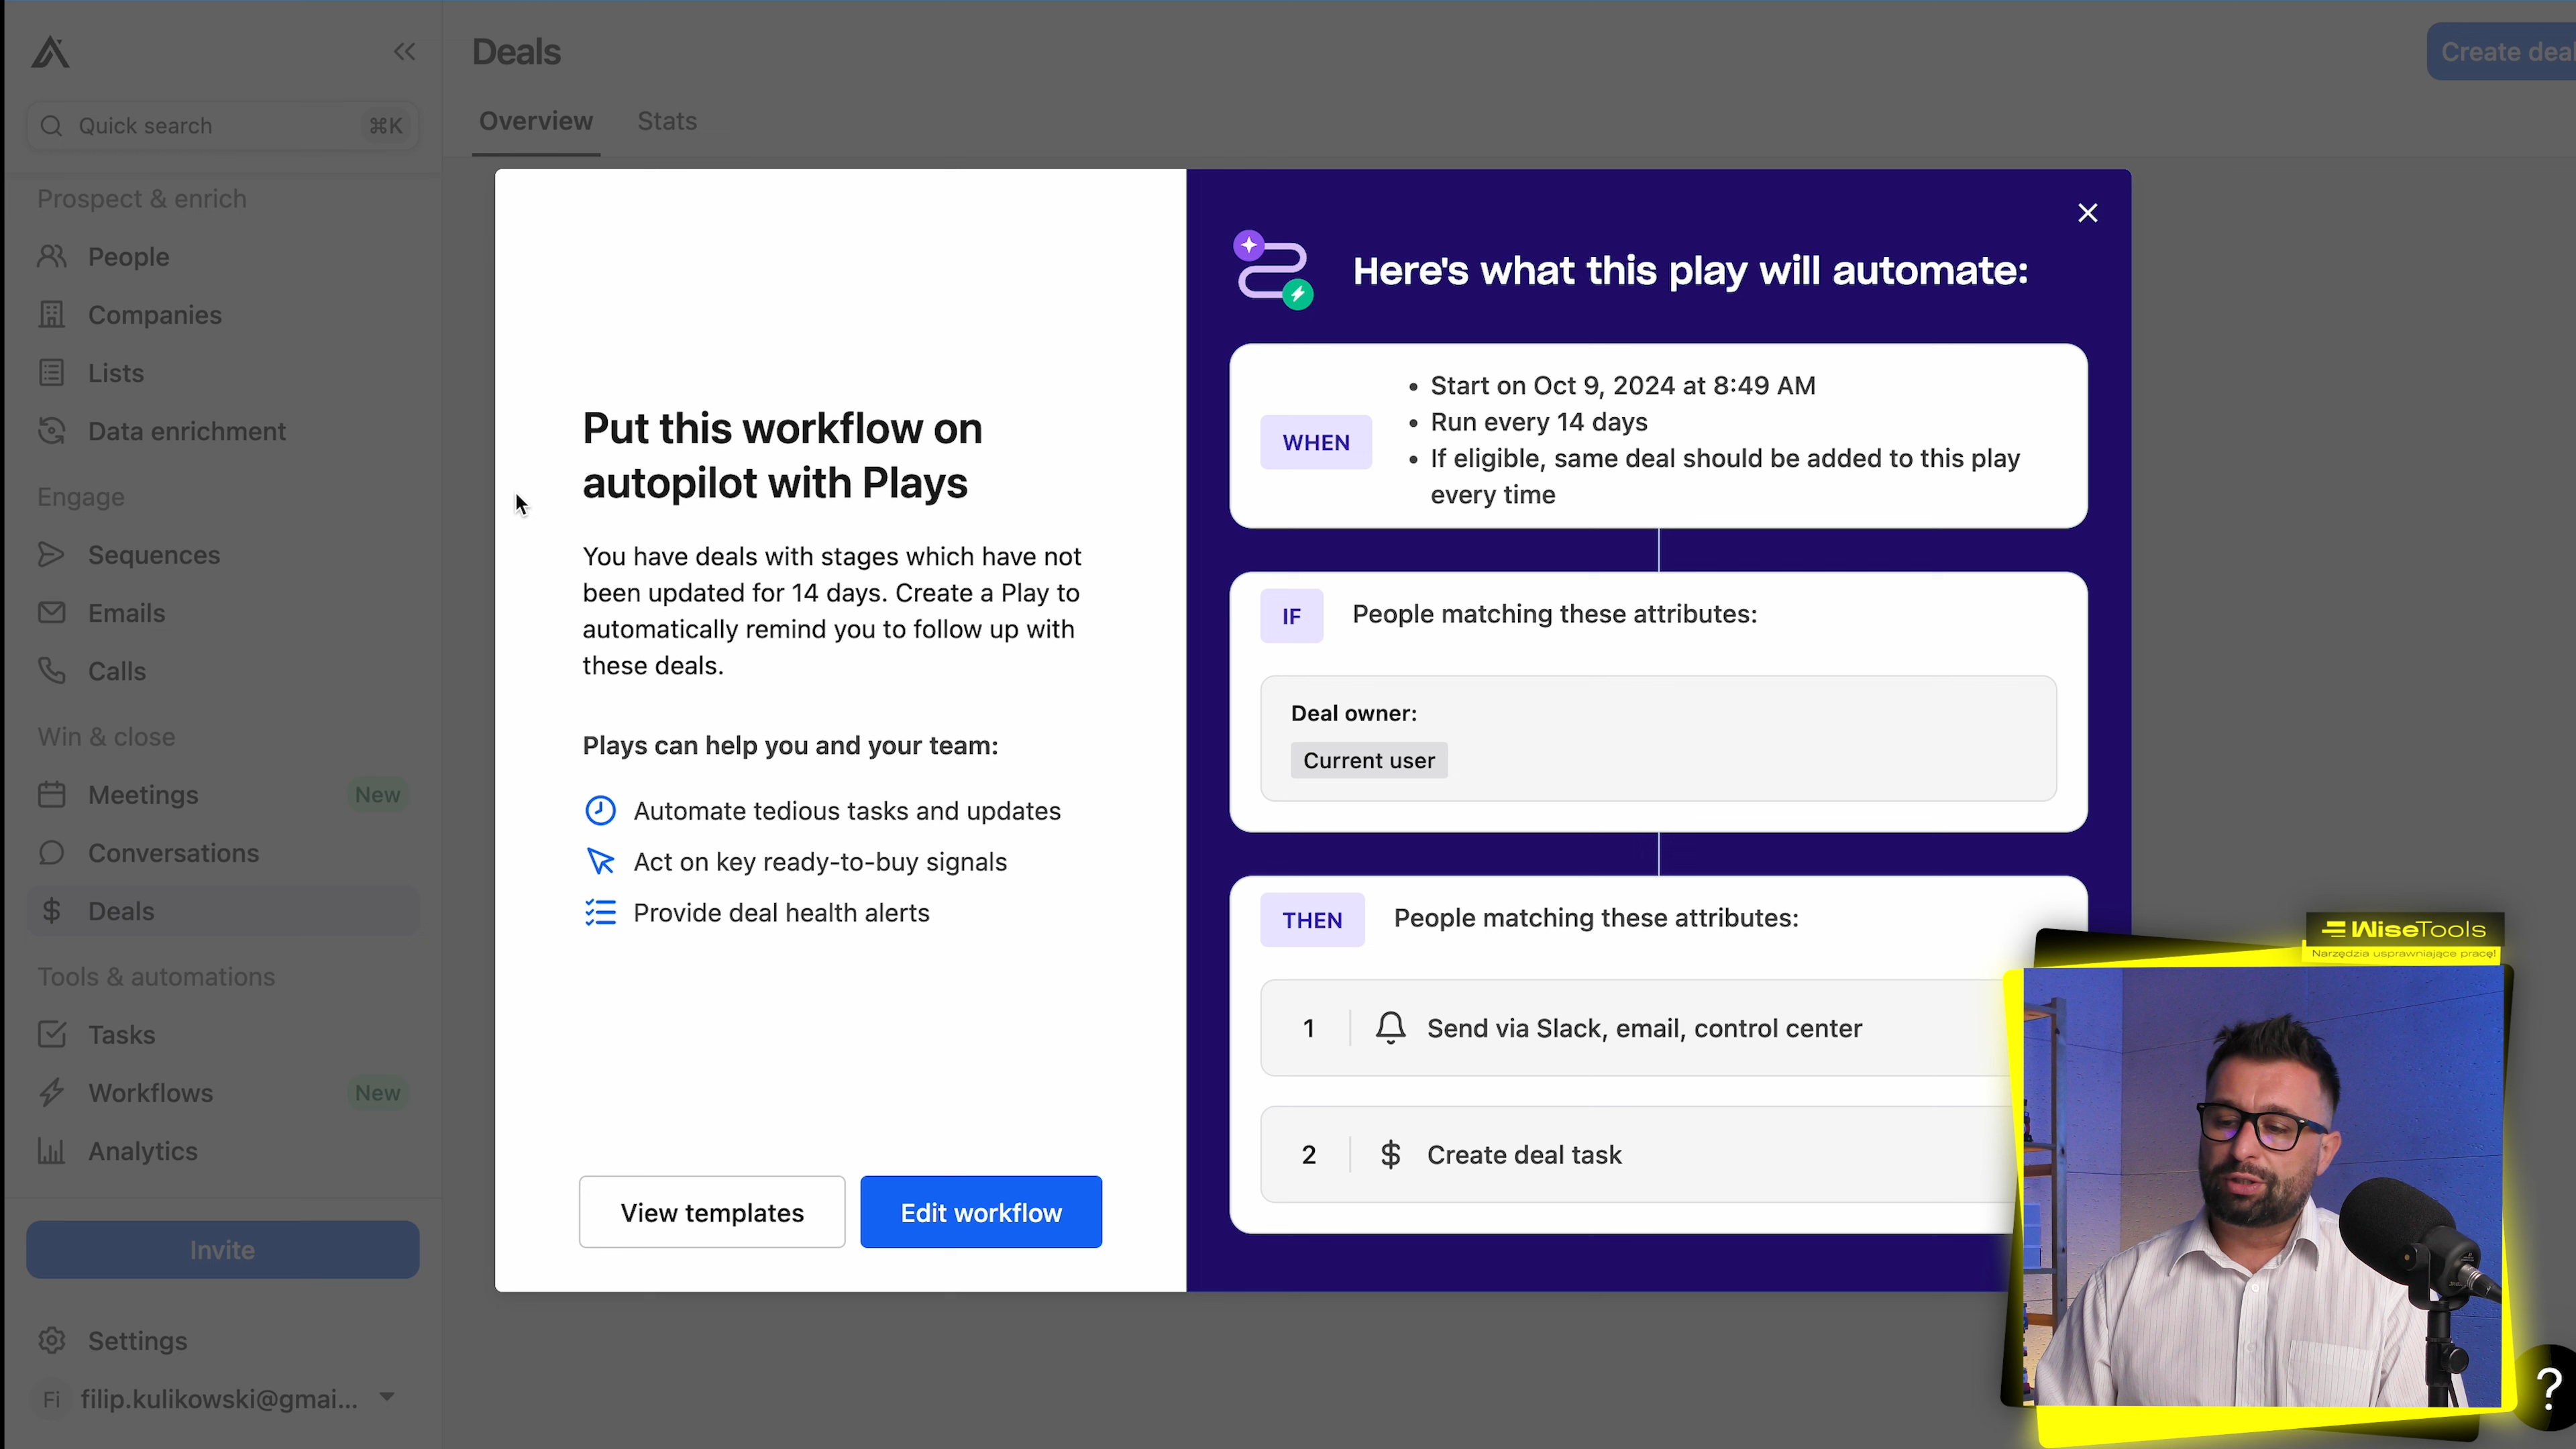 Deals
Create deal
Quick search
⌘K
Overview
Stats
Prospect & enrich
People
Companies
Lists
Data enrichment
Engage
Sequences
Emails
Calls
Win & close
Meetings
New
Conversations
Deals
Tools & automations
Tasks
Workflows
New
Analytics
Invite
Settings
Fi
filip.kulikowski@gmai...
Put this workflow on
autopilot with Plays
You have deals with stages which have not
been updated for 14 days. Create a Play to
automatically remind you to follow up with
these deals.
Plays can help you and your team:
Automate tedious tasks and updates
Act on key ready-to-buy signals
Provide deal health alerts
View templates
Edit workflow
Here's what this play will automate:
WHEN
• Start on Oct 9, 2024 at 8:49 AM
• Run every 14 days
• If eligible, same deal should be added to this play
every time
IF
People matching these attributes:
Deal owner:
Current user
THEN
People matching these attributes:
1
Send via Slack, email, control center
2
$ Create deal task
WiseTools
Narzędzia usprawniające pracę!
?